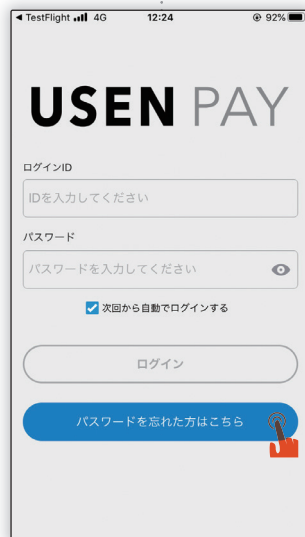 ◀ TestFlight 4G 12:24 92%
USEN PAY
ログインID
IDを入力してください
パスワード
パスワードを入力してください
次回から自動でログインする
ログイン
パスワードを忘れた方はこちら